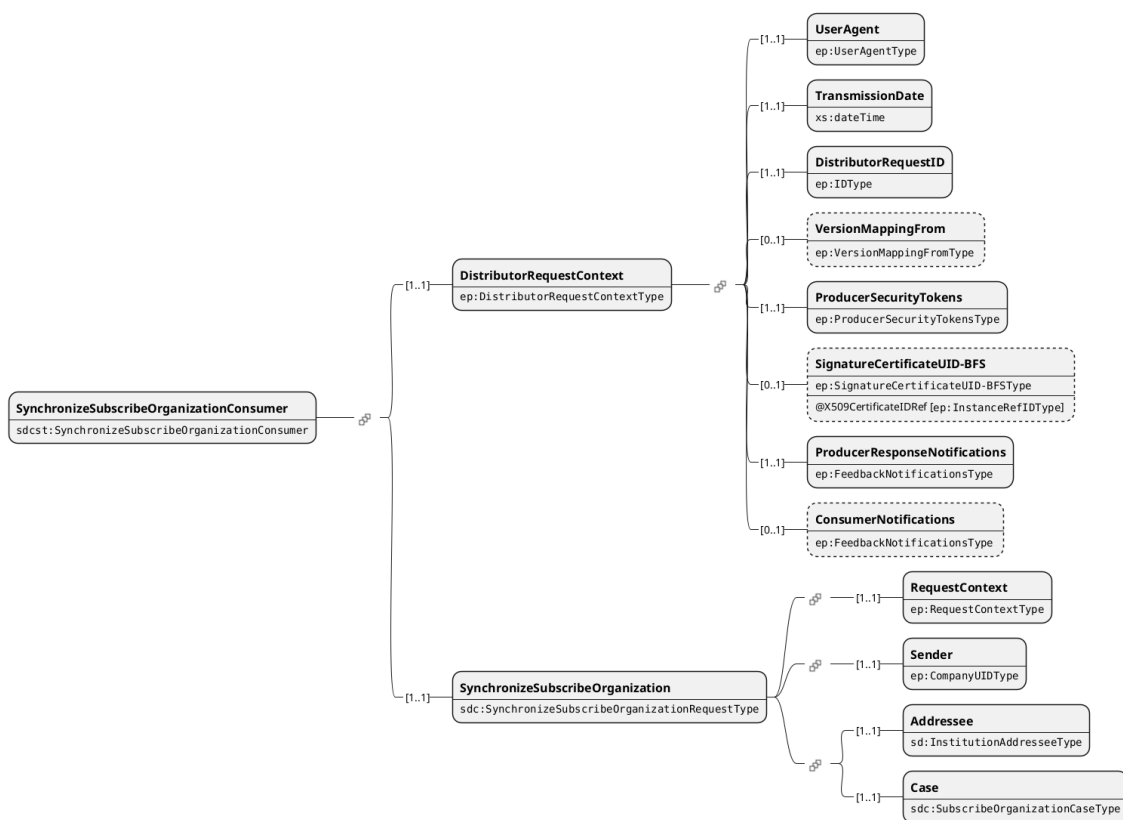 [1..1]
UserAgent
ep:UserAgentType
[1..1]
TransmissionDate
xs:dateTime
[1..1]
DistributorRequestID
ep:IDType
[0..1]
VersionMappingFrom
ep:VersionMappingFromType
[1..1]
DistributorRequestContext
ep:DistributorRequestContextType
[1..1]
ProducerSecurityTokens
ep:ProducerSecurityTokensType
[0..1]
SignatureCertificateUID-BFS
ep:SignatureCertificateUID-BFSType
@X509CertificateIDRef [ep:InstanceRefIDType]
SynchronizeSubscribeOrganizationConsumer
sdcst:SynchronizeSubscribeOrganizationConsumer
[1..1]
ProducerResponseNotifications
ep:FeedbackNotificationsType
[0..1]
ConsumerNotifications
ep:FeedbackNotificationsType
[1..1]
RequestContext
ep:RequestContextType
[1..1]
Sender
ep:CompanyUIDType
[1..1]
SynchronizeSubscribeOrganization
sdc:SynchronizeSubscribeOrganizationRequestType
[1..1]
Addressee
sd:InstitutionAddresseeType
[1..1]
Case
sdc:SubscribeOrganizationCaseType